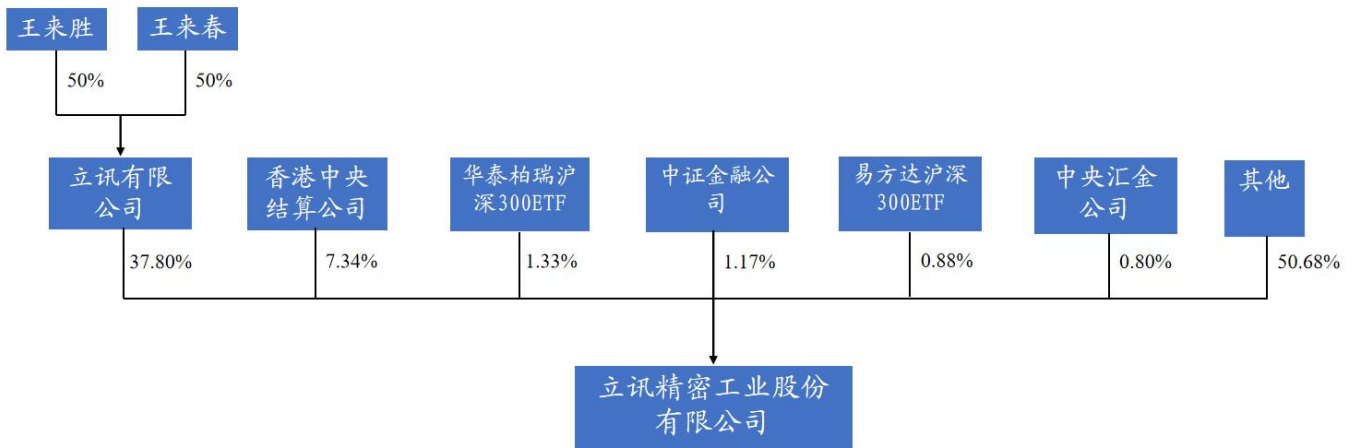 王来胜
王来春
50%
50%
立讯有限
公司
香港中央
结算公司
华泰柏瑞沪
深300ETF
中证金融公
司
易方达沪深
300ETF
中央汇金
公司
其他
37.80%
7.34%
1.33%
1.17%
0.88%
0.80%
50.68%
立讯精密工业股份
有限公司